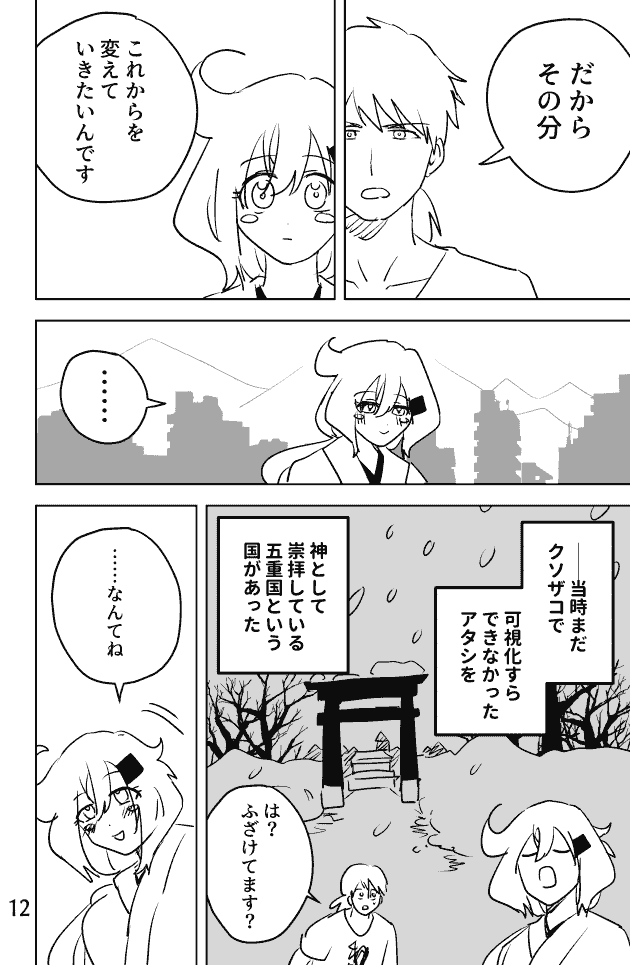 だから
その分
これからを
変えて
いきたいんです
……
――当時まだ
クソザコで
可視化すら
できなかった
アタシを
神として
崇拝している
五重国という
国があった
は？
ふざけてます？
……なんてね
12